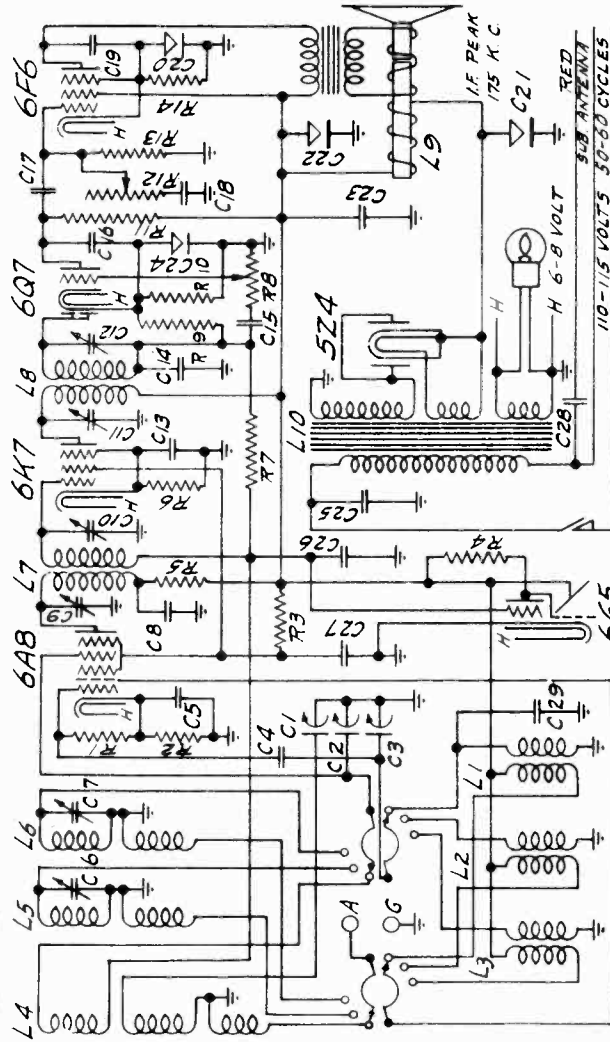 L4 L5 L6 6A8 L7 6K7 L8 6Q7 6F6
C6 C7 C9 C10 C11 C12 C16 C17 C19
R1 R2 C5 H C8 R5 H R6 C13 C14 R9 R10 H C24 R11 R12 R13 H R14 C20
C4 R3 R7 C15 R8 C18
C1
C2
C3
C27 C26 C23 C22
L9
I.F. PEAK
175 K.C.
A
G
C25 L10 5Z4 C21
H
H 6-8 VOLT
C28
RED
SUB ANTENNA
110-115 VOLTS 50-60 CYCLES
L3 L2 L1 C29 H R4
6G5